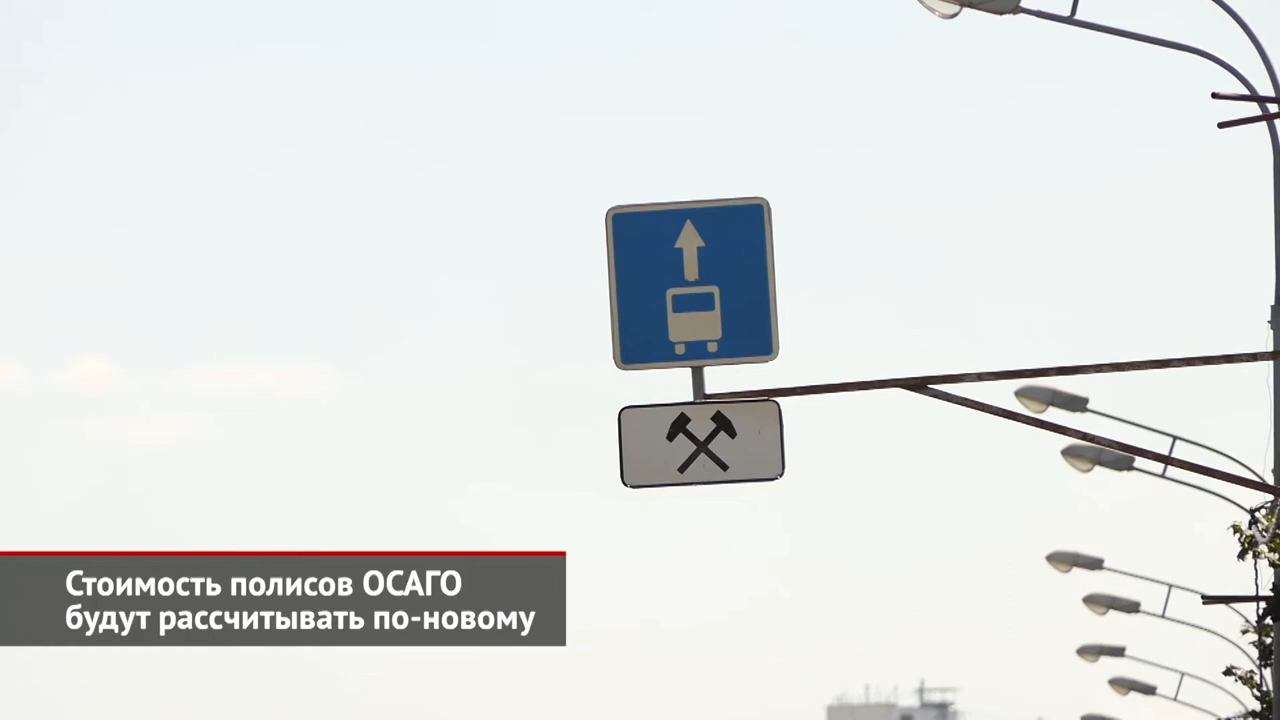 Стоимость полисов ОСАГО
будут рассчитывать по-новому